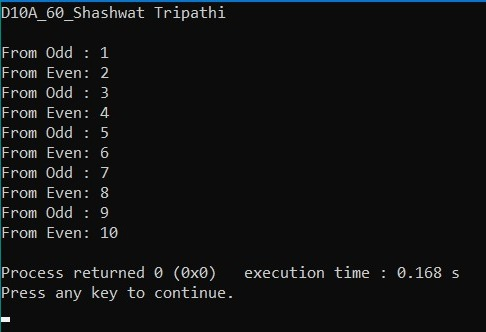 D10A_60_Shashwat Tripathi
From Odd : 1
From Even: 2
From Odd : 3
From Even: 4
From Odd : 5
From Even: 6
From Odd : 7
From Even: 8
From Odd : 9
From Even: 10
Process returned 0 (0x0)   execution time : 0.168 s
Press any key to continue.